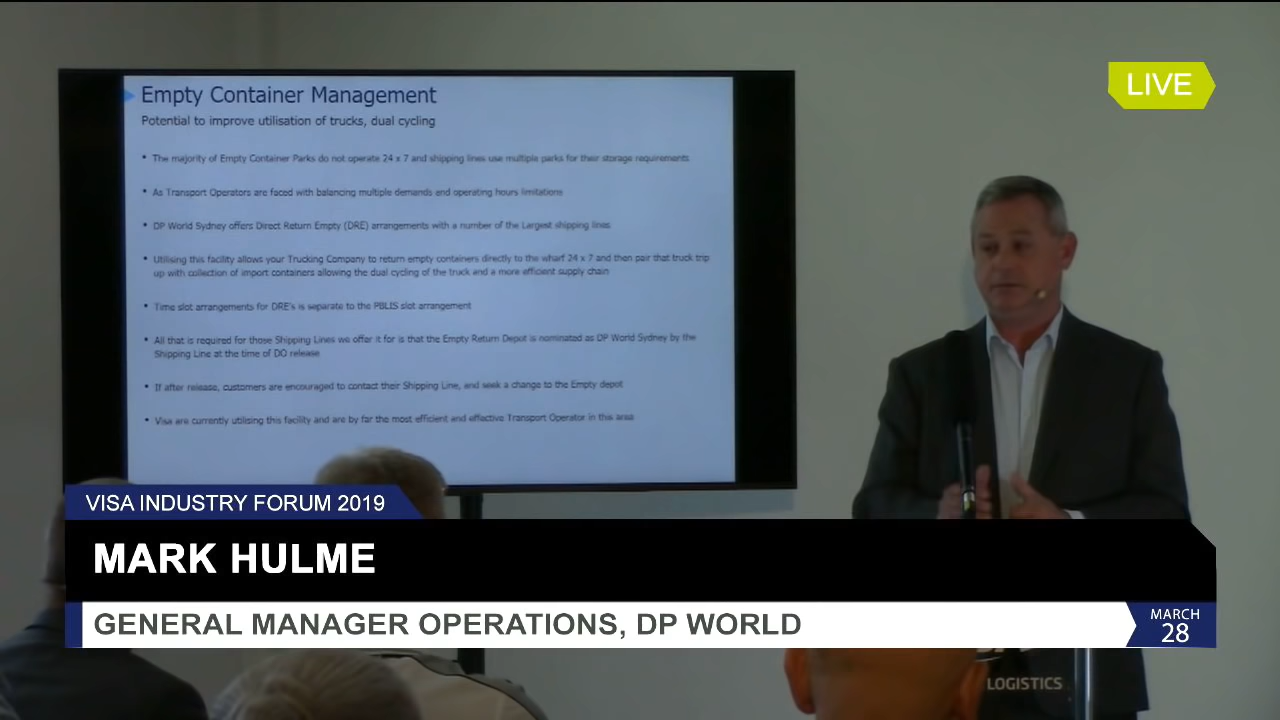 LIVE
Empty Container Management
Potential to improve utilisation of trucks, dual cycling
• The majority of Empty Container Parks do not operate 24 x 7 and shipping lines use multiple parks for their storage requirements
• As Transport Operators are faced with balancing multiple demands and operating hours limitations
• DP World Sydney offers Direct Return Empty (DRE) arrangements with a number of the Largest shipping lines
• Utilising this facility allows your Trucking Company to return empty containers directly to the wharf 24 x 7 and then pair that truck trip
up with collection of import containers allowing the dual cycling of the truck and a more efficient supply chain
• Time slot arrangements for DRE's is separate to the PBLIS slot arrangement
• All that is required for those Shipping Lines we offer it for is that the Empty Return Depot is nominated as DP World Sydney by the
Shipping Line at the time of DO release
• If after release, customers are encouraged to contact their Shipping Line, and seek a change to the Empty depot
• Visa are currently utilising this facility and are by far the most efficient and effective Transport Operator in this area
VISA INDUSTRY FORUM 2019
MARK HULME
GENERAL MANAGER OPERATIONS, DP WORLD
MARCH
28
LOGISTICS